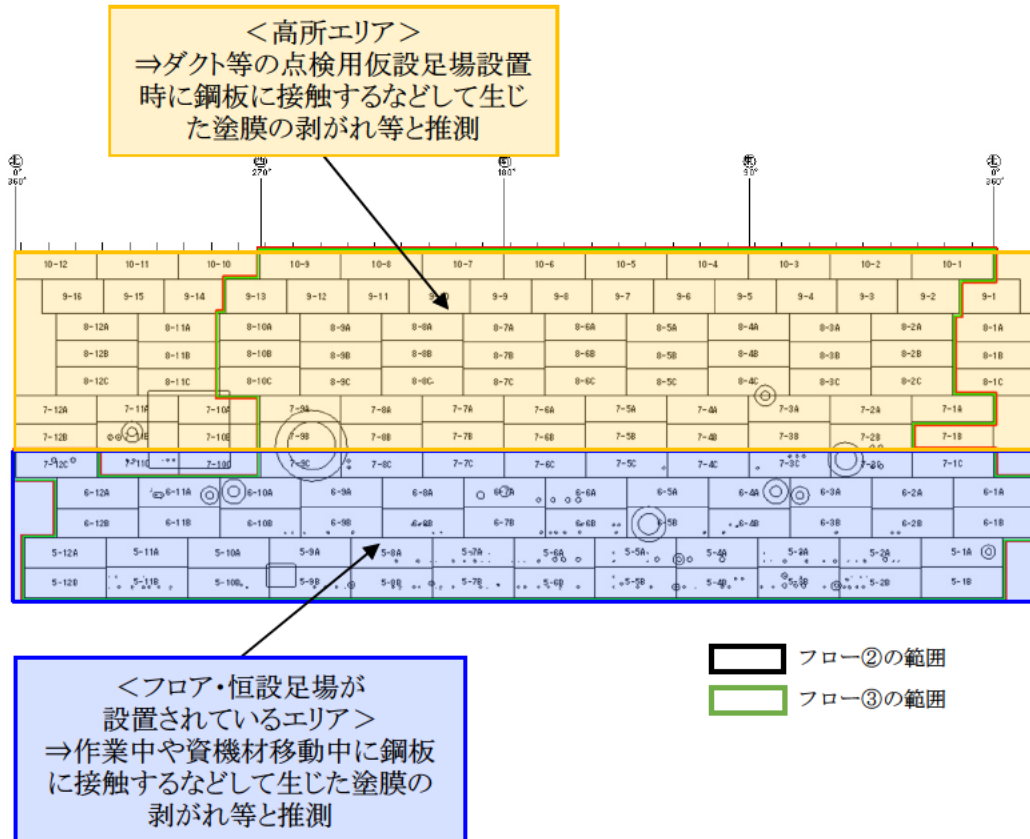 ＜高所エリア＞
⇒ダクト等の点検用仮設足場設置
時に鋼板に接触するなどして生じ
た塗膜の剥がれ等と推測
北 西 南 東 北
0° 270° 180° 90° 0°
360° 360°
10-12 10-11 10-10 10-9 10-8 10-7 10-6 10-5 10-4 10-3 10-2 10-1
9-16 9-15 9-14 9-13 9-12 9-11 9-10 9-9 9-8 9-7 9-6 9-5 9-4 9-3 9-2 9-1
8-12A 8-11A 8-10A 8-9A 8-8A 8-7A 8-6A 8-5A 8-4A 8-3A 8-2A 8-1A
8-12B 8-11B 8-10B 8-9B 8-8B 8-7B 8-6B 8-5B 8-4B 8-3B 8-2B 8-1B
8-12C 8-11C 8-10C 8-9C 8-8C 8-7C 8-6C 8-5C 8-4C 8-3C 8-2C 8-1C
7-12A 7-11A 7-10A 7-9A 7-8A 7-7A 7-6A 7-5A 7-4A 7-3A 7-2A 7-1A
7-12B 7-11B 7-10B 7-9B 7-8B 7-7B 7-6B 7-5B 7-4B 7-3B 7-2B 7-1B
7-12C 7-11C 7-10C 7-9C 7-8C 7-7C 7-6C 7-5C 7-4C 7-3C 7-2C 7-1C
6-12A 6-11A 6-10A 6-9A 6-8A 6-7A 6-6A 6-5A 6-4A 6-3A 6-2A 6-1A
6-12B 6-11B 6-10B 6-9B 6-8B 6-7B 6-6B 6-5B 6-4B 6-3B 6-2B 6-1B
5-12A 5-11A 5-10A 5-9A 5-8A 5-7A 5-6A 5-5A 5-4A 5-3A 5-2A 5-1A
5-12B 5-11B 5-10B 5-9B 5-8B 5-7B 5-6B 5-5B 5-4B 5-3B 5-2B 5-1B
フロー②の範囲
フロー③の範囲
＜フロア・恒設足場が
設置されているエリア＞
⇒作業中や資機材移動中に鋼板
に接触するなどして生じた塗膜の
剥がれ等と推測